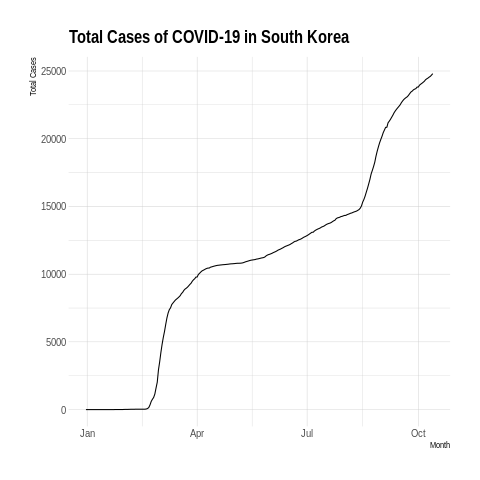 Total Cases of COVID-19 in South Korea
Total Cases
25000
20000
15000
10000
5000
0
Jan Apr Jul Oct
Month